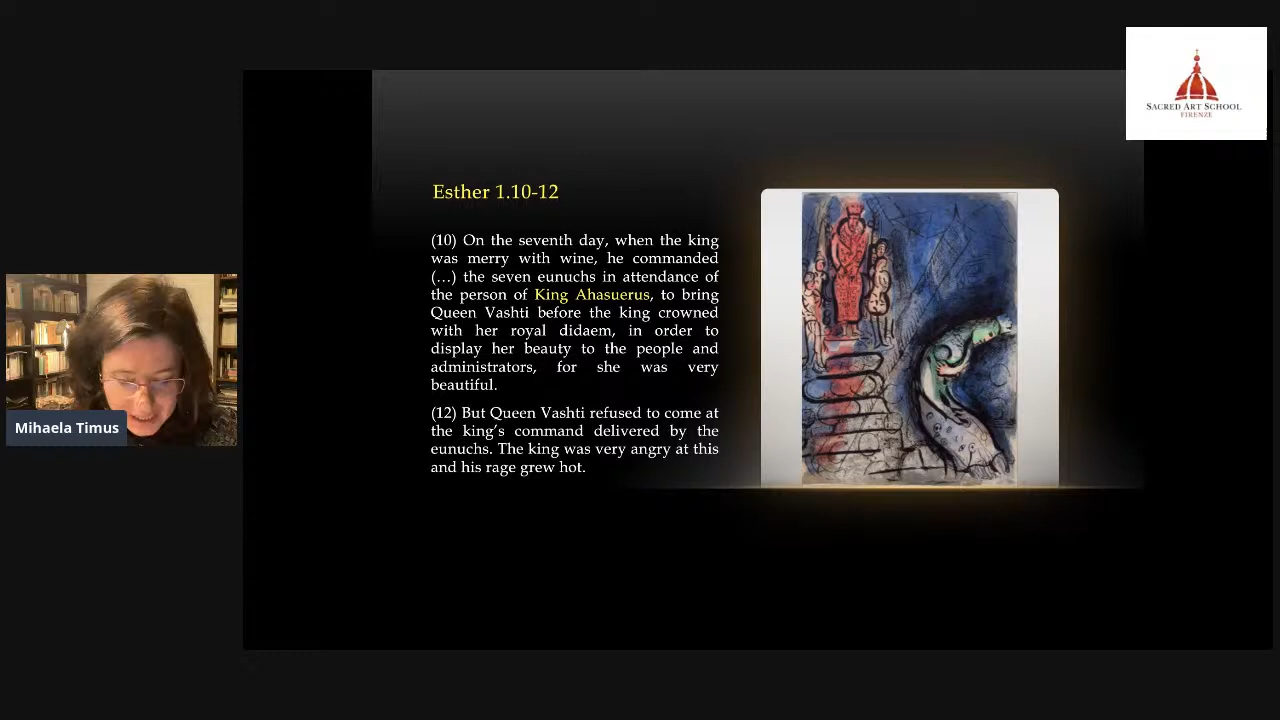 SACRED ART SCHOOL
FIRENZE
Esther 1.10-12
(10) On the seventh day, when the king
was merry with wine, he commanded
(…) the seven eunuchs in attendance of
the person of King Ahasuerus, to bring
Queen Vashti before the king crowned
with her royal didaem, in order to
display her beauty to the people and
administrators, for she was very
beautiful.
(12) But Queen Vashti refused to come at
the king's command delivered by the
eunuchs. The king was very angry at this
and his rage grew hot.
Mihaela Timus